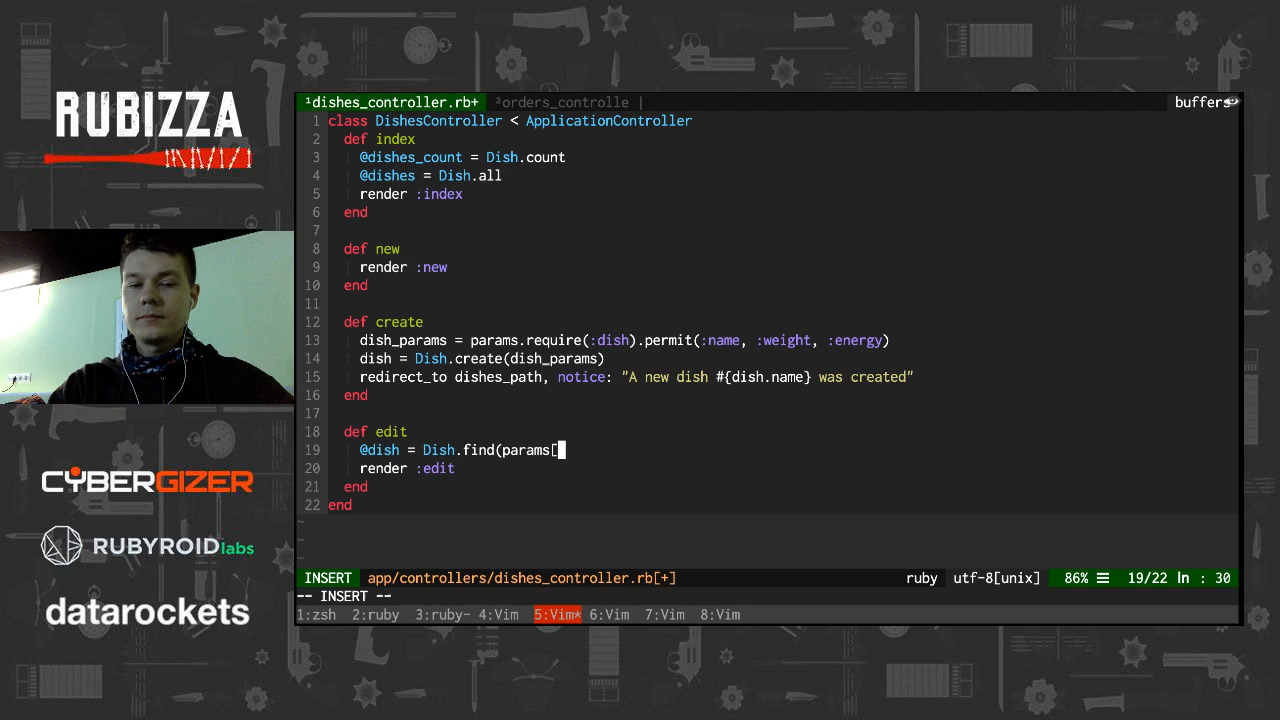 RUBIZZA
CYBERGIZER
RUBYROIDlabs
datarockets
¹dishes_controller.rb+ ²orders_controlle | buffers
1 class DishesController < ApplicationController
2 def index
3 @dishes_count = Dish.count
4 @dishes = Dish.all
5 render :index
6 end
7
8 def new
9 render :new
10 end
11
12 def create
13 dish_params = params.require(:dish).permit(:name, :weight, :energy)
14 dish = Dish.create(dish_params)
15 redirect_to dishes_path, notice: "A new dish #{dish.name} was created"
16 end
17
18 def edit
19 @dish = Dish.find(params[
20 render :edit
21 end
22 end
~
~
~
INSERT app/controllers/dishes_controller.rb[+] ruby utf-8[unix] 86% ☰ 19/22 ln : 30
-- INSERT --
1:zsh 2:ruby 3:ruby- 4:Vim 5:Vim* 6:Vim 7:Vim 8:Vim